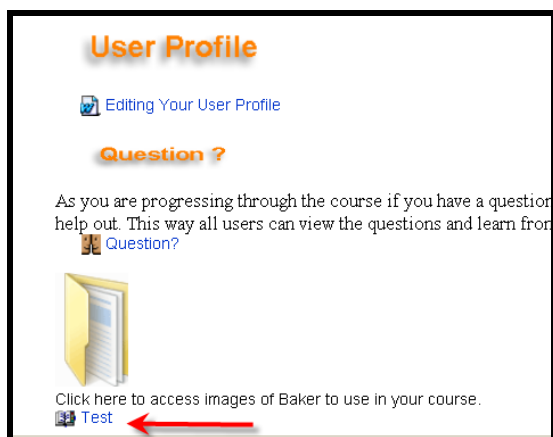 User Profile
Editing Your User Profile
Question ?
As you are progressing through the course if you have a question
help out. This way all users can view the questions and learn from
Question?
Click here to access images of Baker to use in your course.
Test